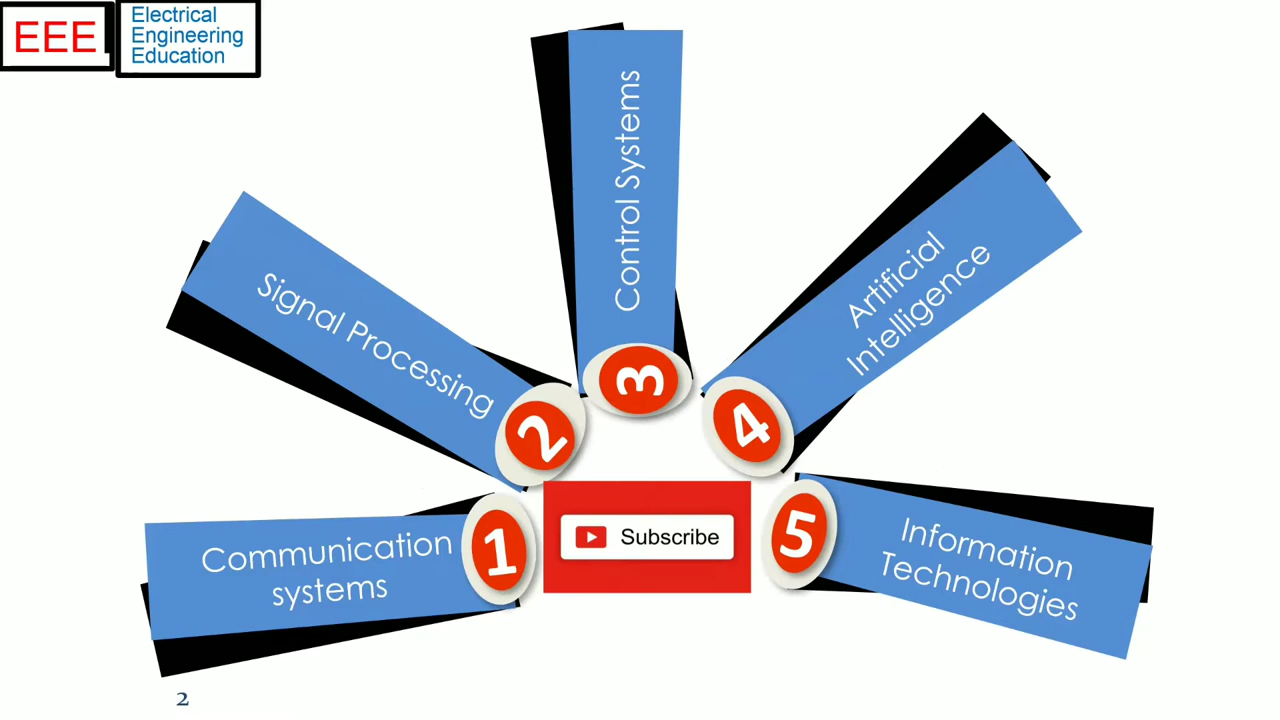 EEE
Electrical
Engineering
Education
1
Communication
systems
2
Signal Processing
3
Control Systems
4
Artificial
Intelligence
5
Information
Technologies
Subscribe
2